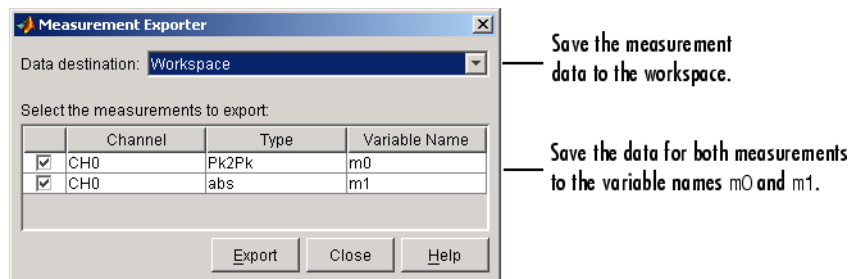 Measurement Exporter
Data destination: Workspace
Save the measurement
data to the workspace.
Select the measurements to export:
Channel Type Variable Name
CH0 Pk2Pk m0
CH0 abs m1
Save the data for both measurements
to the variable names m0 and m1.
Export Close Help